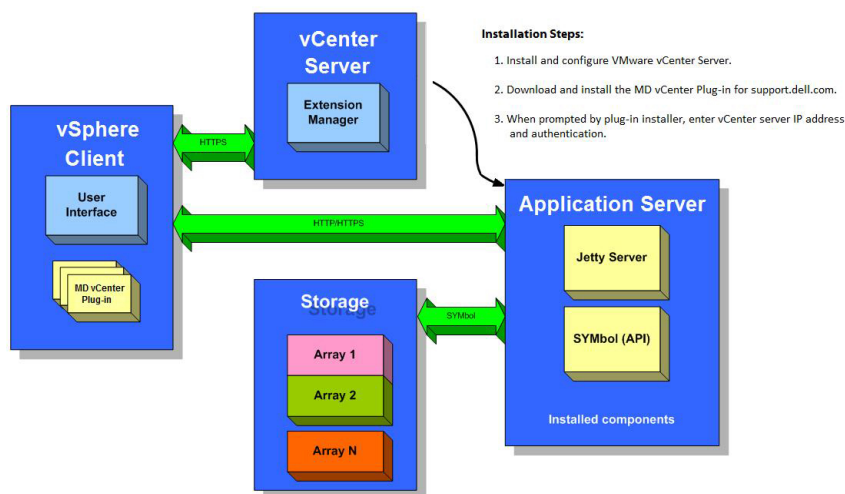 vCenter
Server
Extension
Manager
Installation Steps:
1. Install and configure VMware vCenter Server.
2. Download and install the MD vCenter Plug-in for support.dell.com.
3. When prompted by plug-in installer, enter vCenter server IP address
and authentication.
vSphere
Client
User
Interface
MD vCenter
Plug-in
HTTPS
HTTP/HTTPS
Application Server
Jetty Server
SYMbol (API)
Installed components
Storage
Storage
Array 1
Array 2
Array N
SYMbol